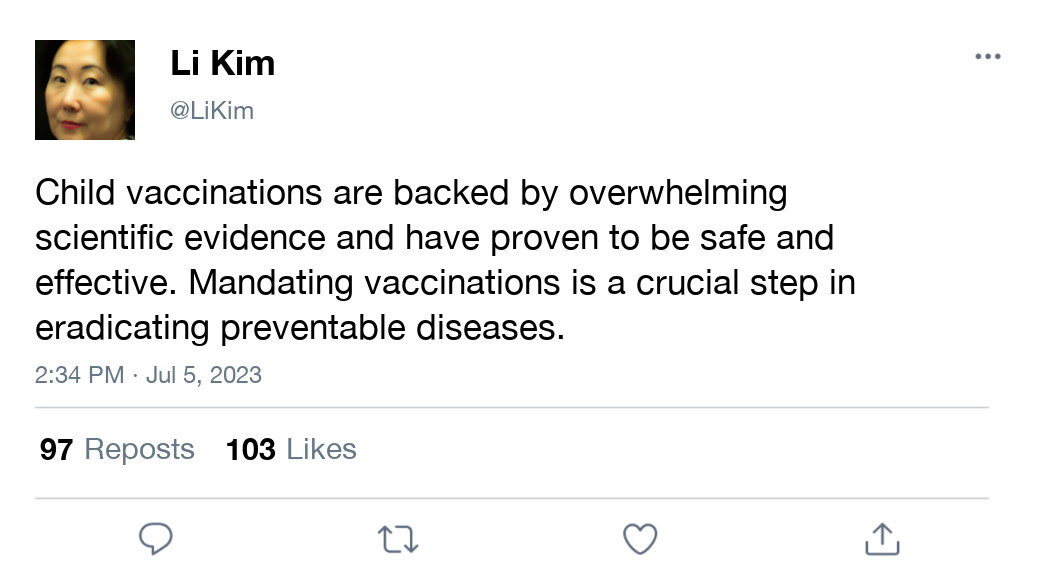 Li Kim
@LiKim
Child vaccinations are backed by overwhelming
scientific evidence and have proven to be safe and
effective. Mandating vaccinations is a crucial step in
eradicating preventable diseases.
2:34 PM · Jul 5, 2023
97 Reposts 103 Likes